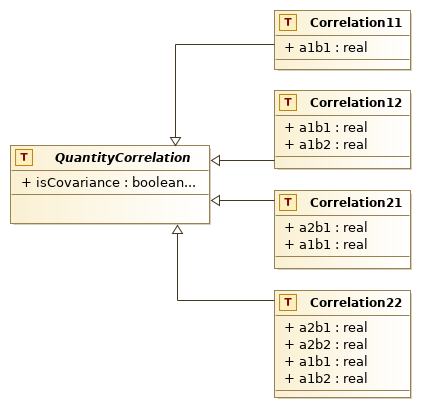 T Correlation11
+ a1b1 : real
T Correlation12
+ a1b1 : real
+ a1b2 : real
T QuantityCorrelation
+ isCovariance : boolean...
T Correlation21
+ a2b1 : real
+ a1b1 : real
T Correlation22
+ a2b1 : real
+ a2b2 : real
+ a1b1 : real
+ a1b2 : real